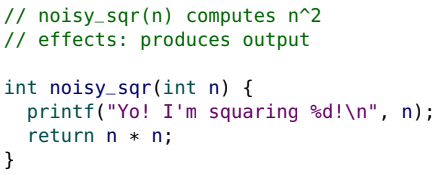 // noisy_sqr(n) computes n^2
// effects: produces output

int noisy_sqr(int n) {
  printf("Yo! I'm squaring %d!\n", n);
  return n * n;
}